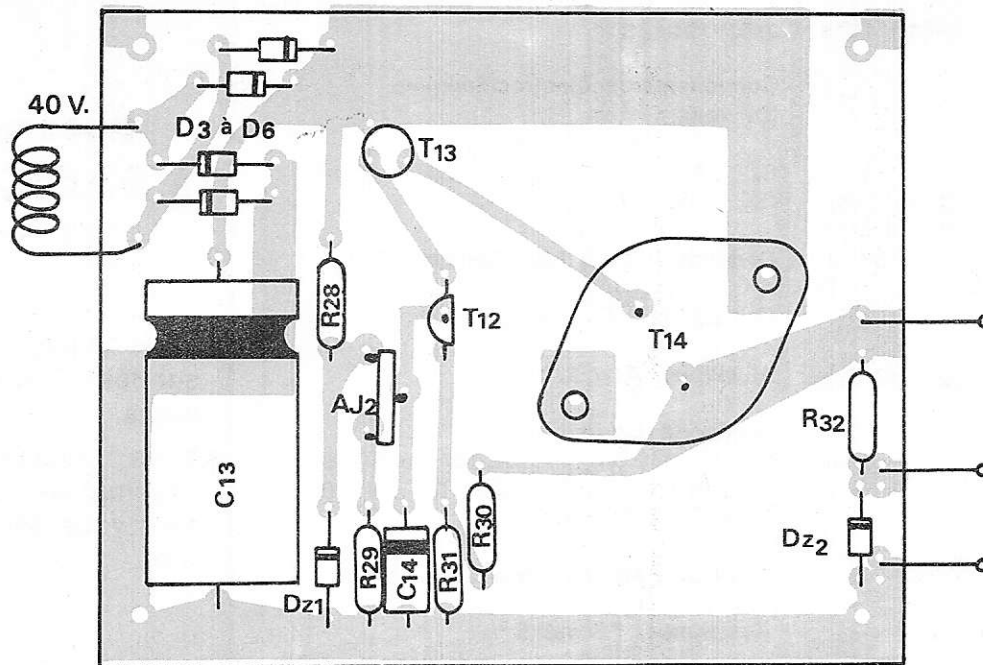 40 V.
D3 à D6
T13
R28
T12
T14
AJ2
R32
C13
R30
Dz2
R29
C14
R31
Dz1